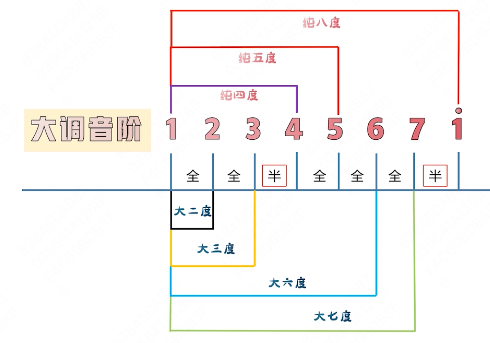 纯八度
纯五度
纯四度
大调音阶 1 2 3 4 5 6 7 i
全 全 半 全 全 全 半
大二度
大三度
大六度
大七度